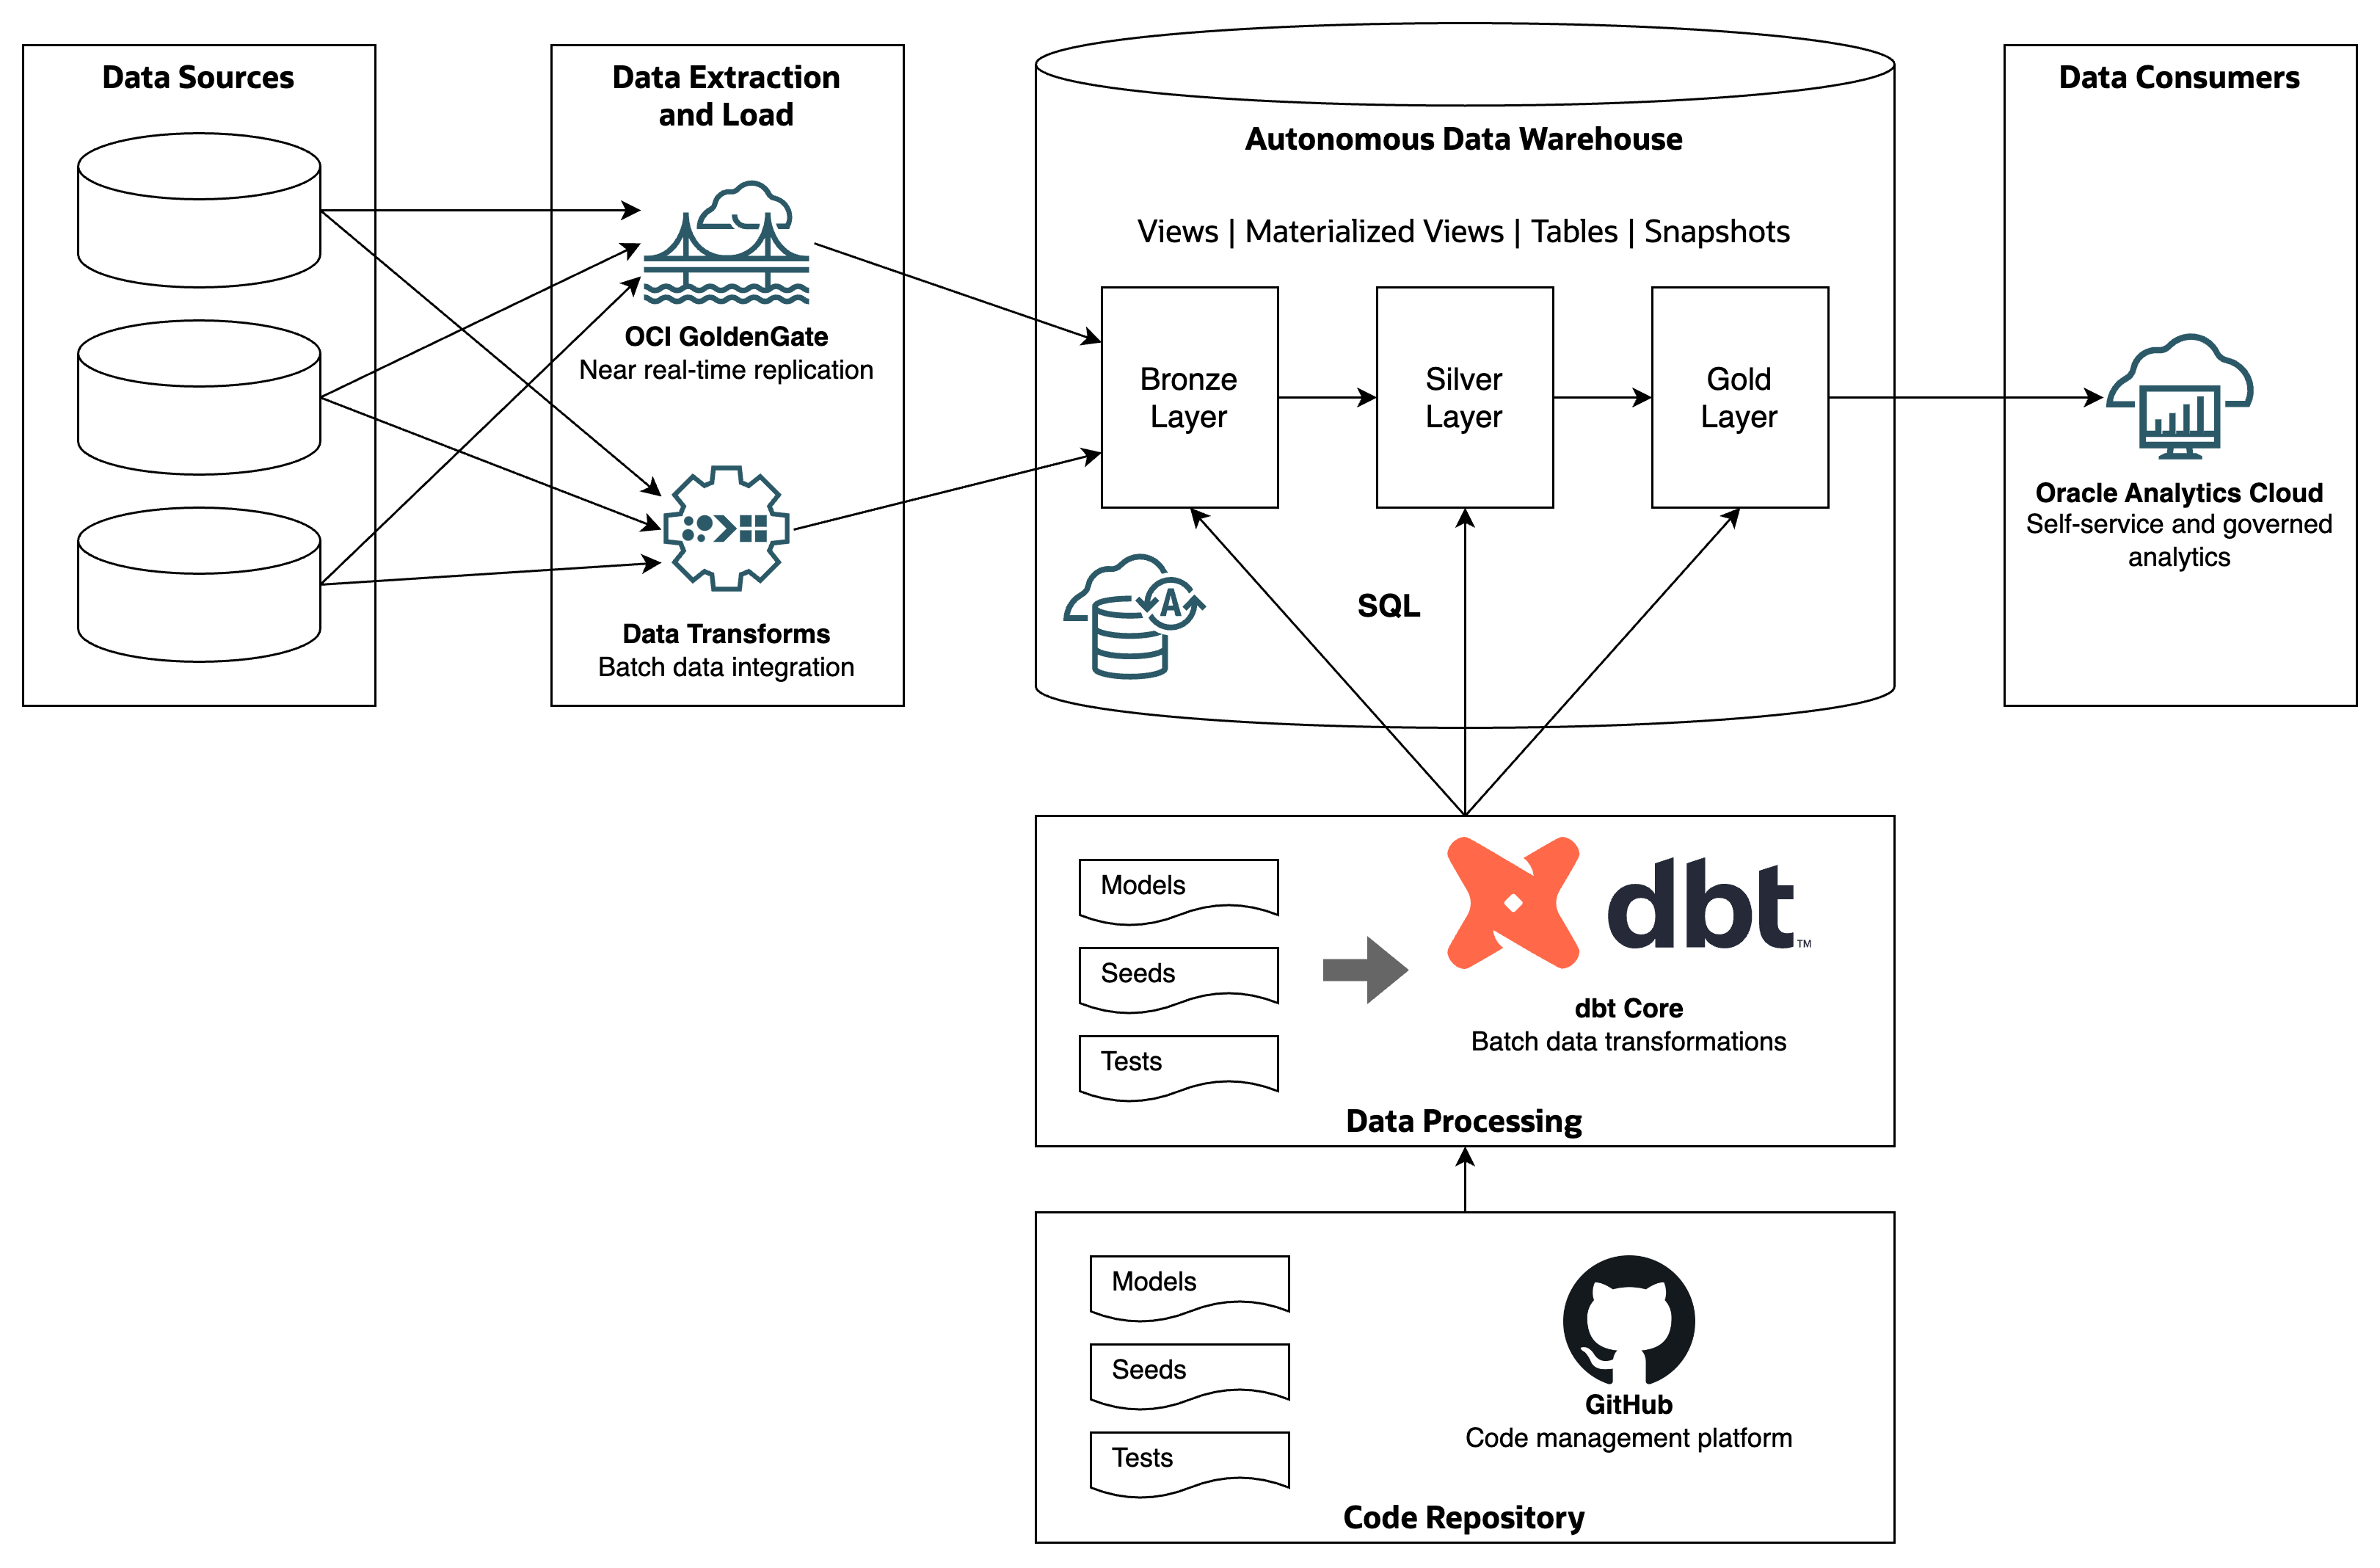 Data Sources
Data Extraction
and Load
OCI GoldenGate
Near real-time replication
Data Transforms
Batch data integration
Autonomous Data Warehouse
Views | Materialized Views | Tables | Snapshots
Bronze
Layer
Silver
Layer
Gold
Layer
A
SQL
Data Consumers
Oracle Analytics Cloud
Self-service and governed
analytics
Models
Seeds
Tests
dbt™
dbt Core
Batch data transformations
Data Processing
Models
Seeds
Tests
GitHub
Code management platform
Code Repository